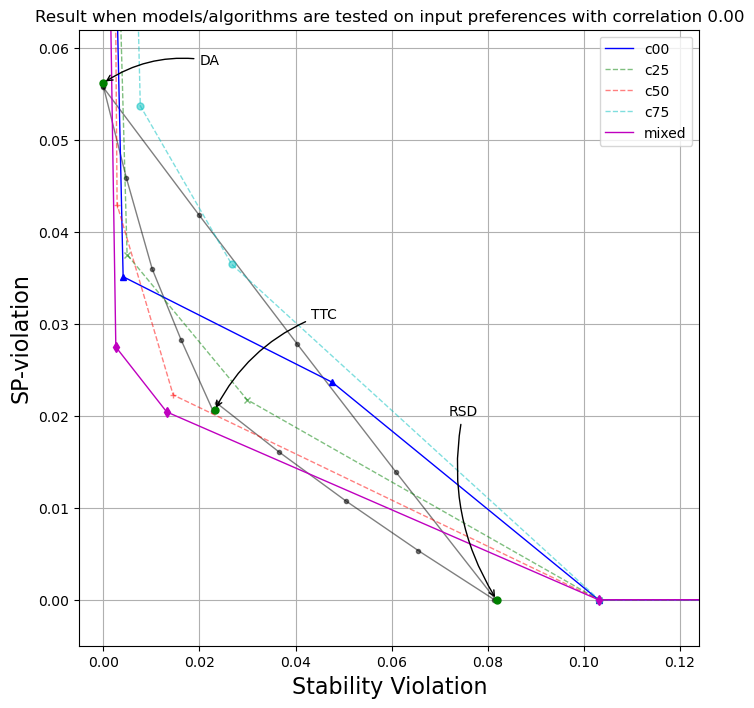 Result when models/algorithms are tested on input preferences with correlation 0.00
0.06
0.05
0.04
0.03
0.02
0.01
0.00
SP-violation
DA
TTC
RSD
c00
c25
c50
c75
mixed
0.00
0.02
0.04
0.06
0.08
0.10
0.12
Stability Violation